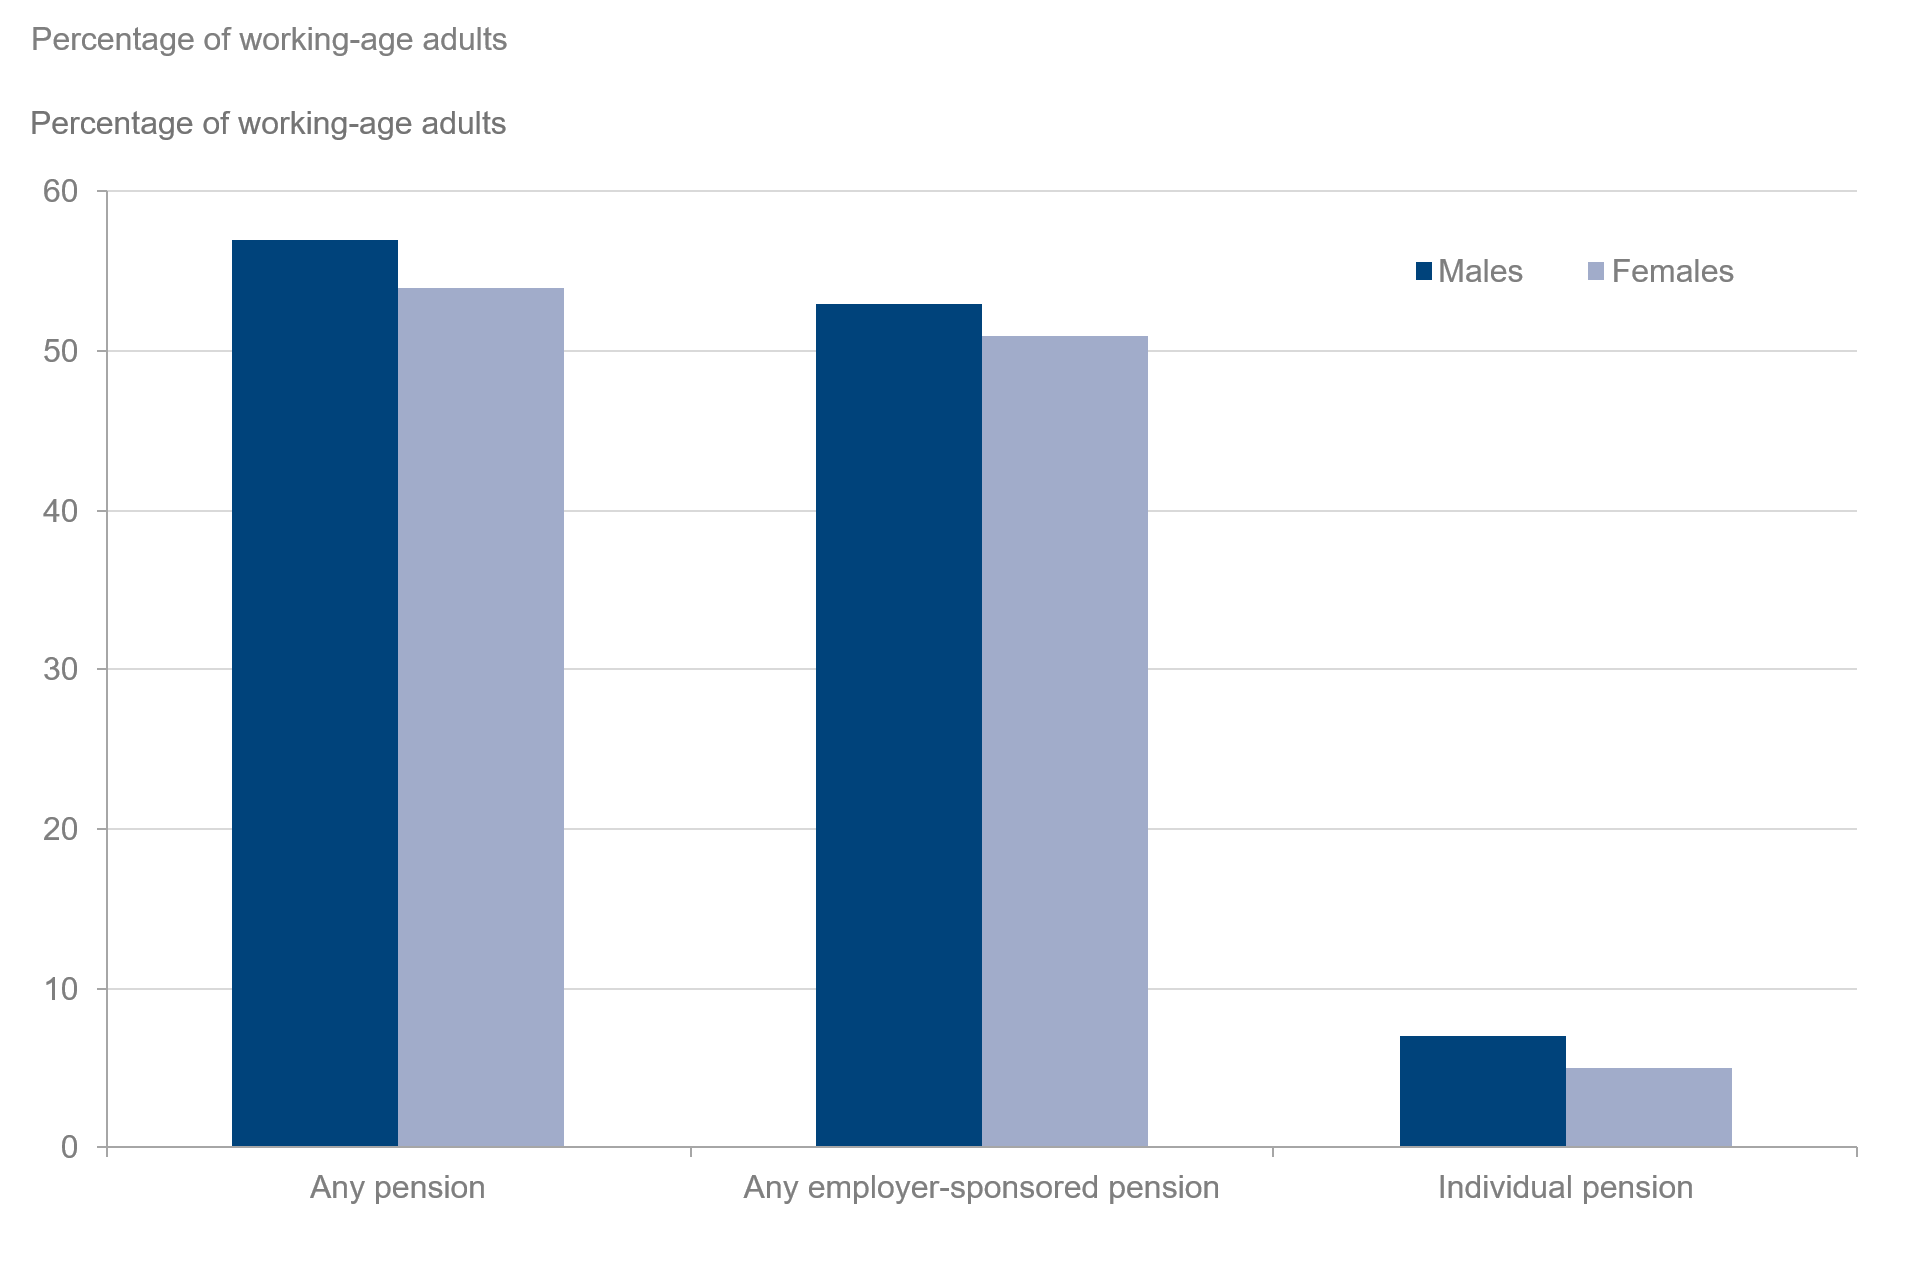 Percentage of working-age adults
Percentage of working-age adults
60
Males Females
50
40
30
20
10
0
Any pension Any employer-sponsored pension Individual pension